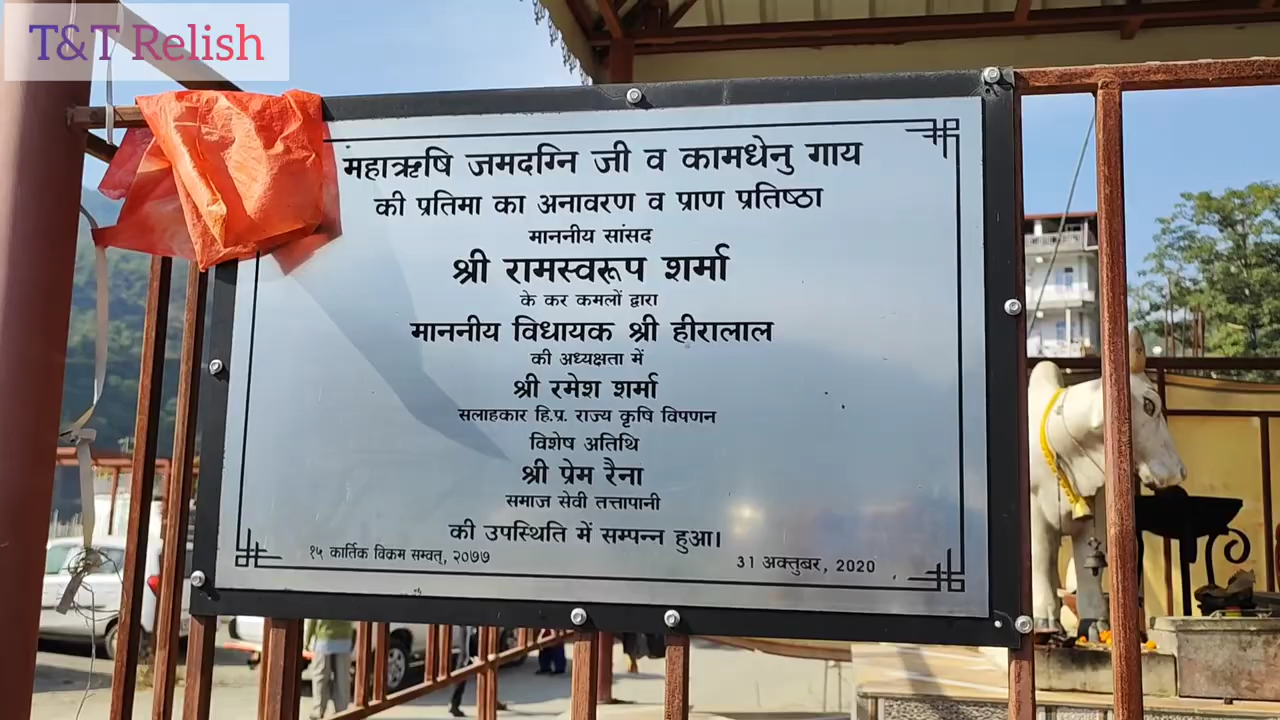 T&T Relish
महाऋषि जमदग्नि जी व कामधेनु गाय
की प्रतिमा का अनावरण व प्राण प्रतिष्ठा
माननीय सांसद
श्री रामस्वरूप शर्मा
के कर कमलों द्वारा
माननीय विधायक श्री हीरालाल
की अध्यक्षता में
श्री रमेश शर्मा
सलाहकार हि.प्र. राज्य कृषि विपणन
विशेष अतिथि
श्री प्रेम रैना
समाज सेवी तत्तापानी
की उपस्थिति में सम्पन्न हुआ।
१५ कार्तिक विक्रम सम्वत्, २०७७
31 अक्तुबर, 2020